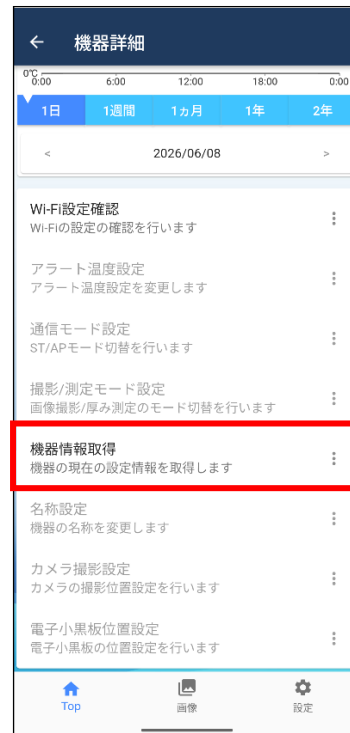 ← 機器詳細
0℃
0:00 6:00 12:00 18:00 0:00
1日 1週間 1ヵ月 1年 2年
< 2026/06/08 >
Wi-Fi設定確認
Wi-Fiの設定の確認を行います
アラート温度設定
アラート温度設定を変更します
通信モード設定
ST/APモード切替を行います
撮影/測定モード設定
画像撮影/厚み測定のモード切替を行います
機器情報取得
機器の現在の設定情報を取得します
名称設定
機器の名称を変更します
カメラ撮影設定
カメラの撮影位置設定を行います
電子小黒板位置設定
電子小黒板の位置設定を行います
Top 画像 設定